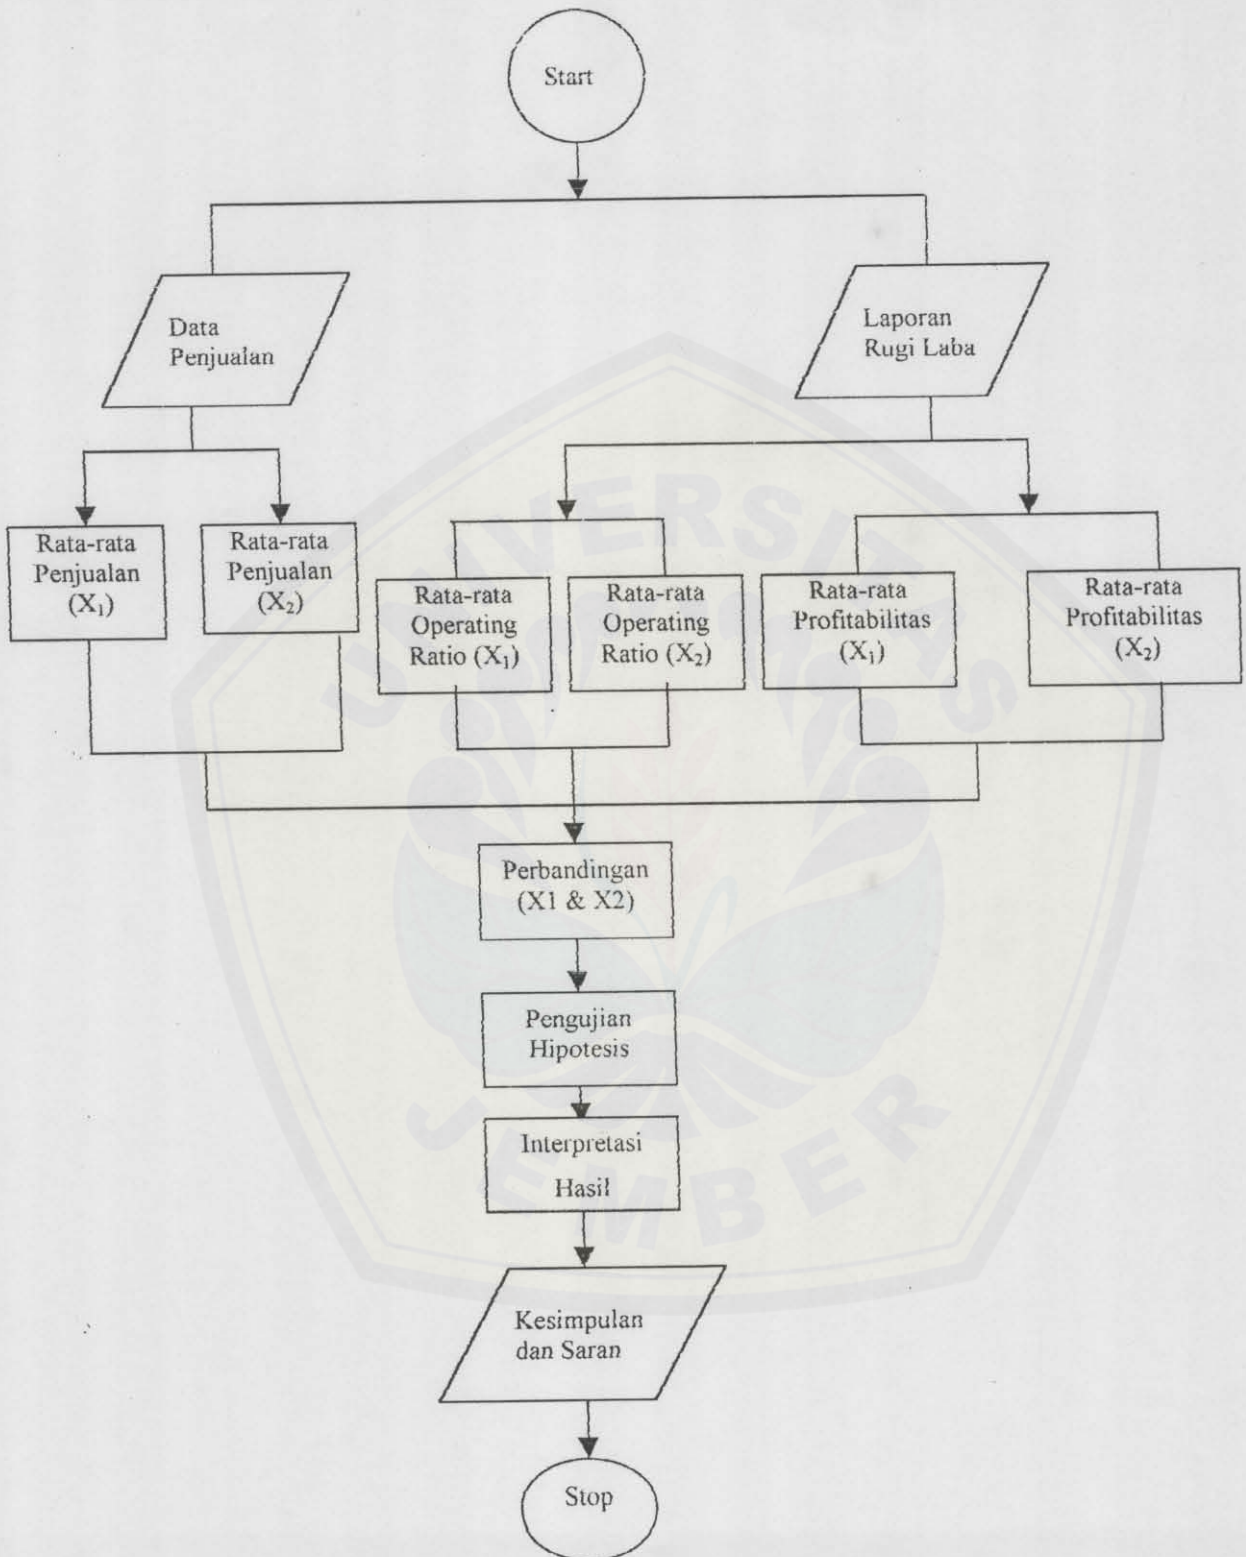 Start
Data
Penjualan
Laporan
Rugi Laba
Rata-rata
Penjualan
(X₁)
Rata-rata
Penjualan
(X₂)
Rata-rata
Operating
Ratio (X₁)
Rata-rata
Operating
Ratio (X₂)
Rata-rata
Profitabilitas
(X₁)
Rata-rata
Profitabilitas
(X₂)
Perbandingan
(X1 & X2)
Pengujian
Hipotesis
Interpretasi
Hasil
Kesimpulan
dan Saran
Stop
UNIVERSITAS
JEMBER